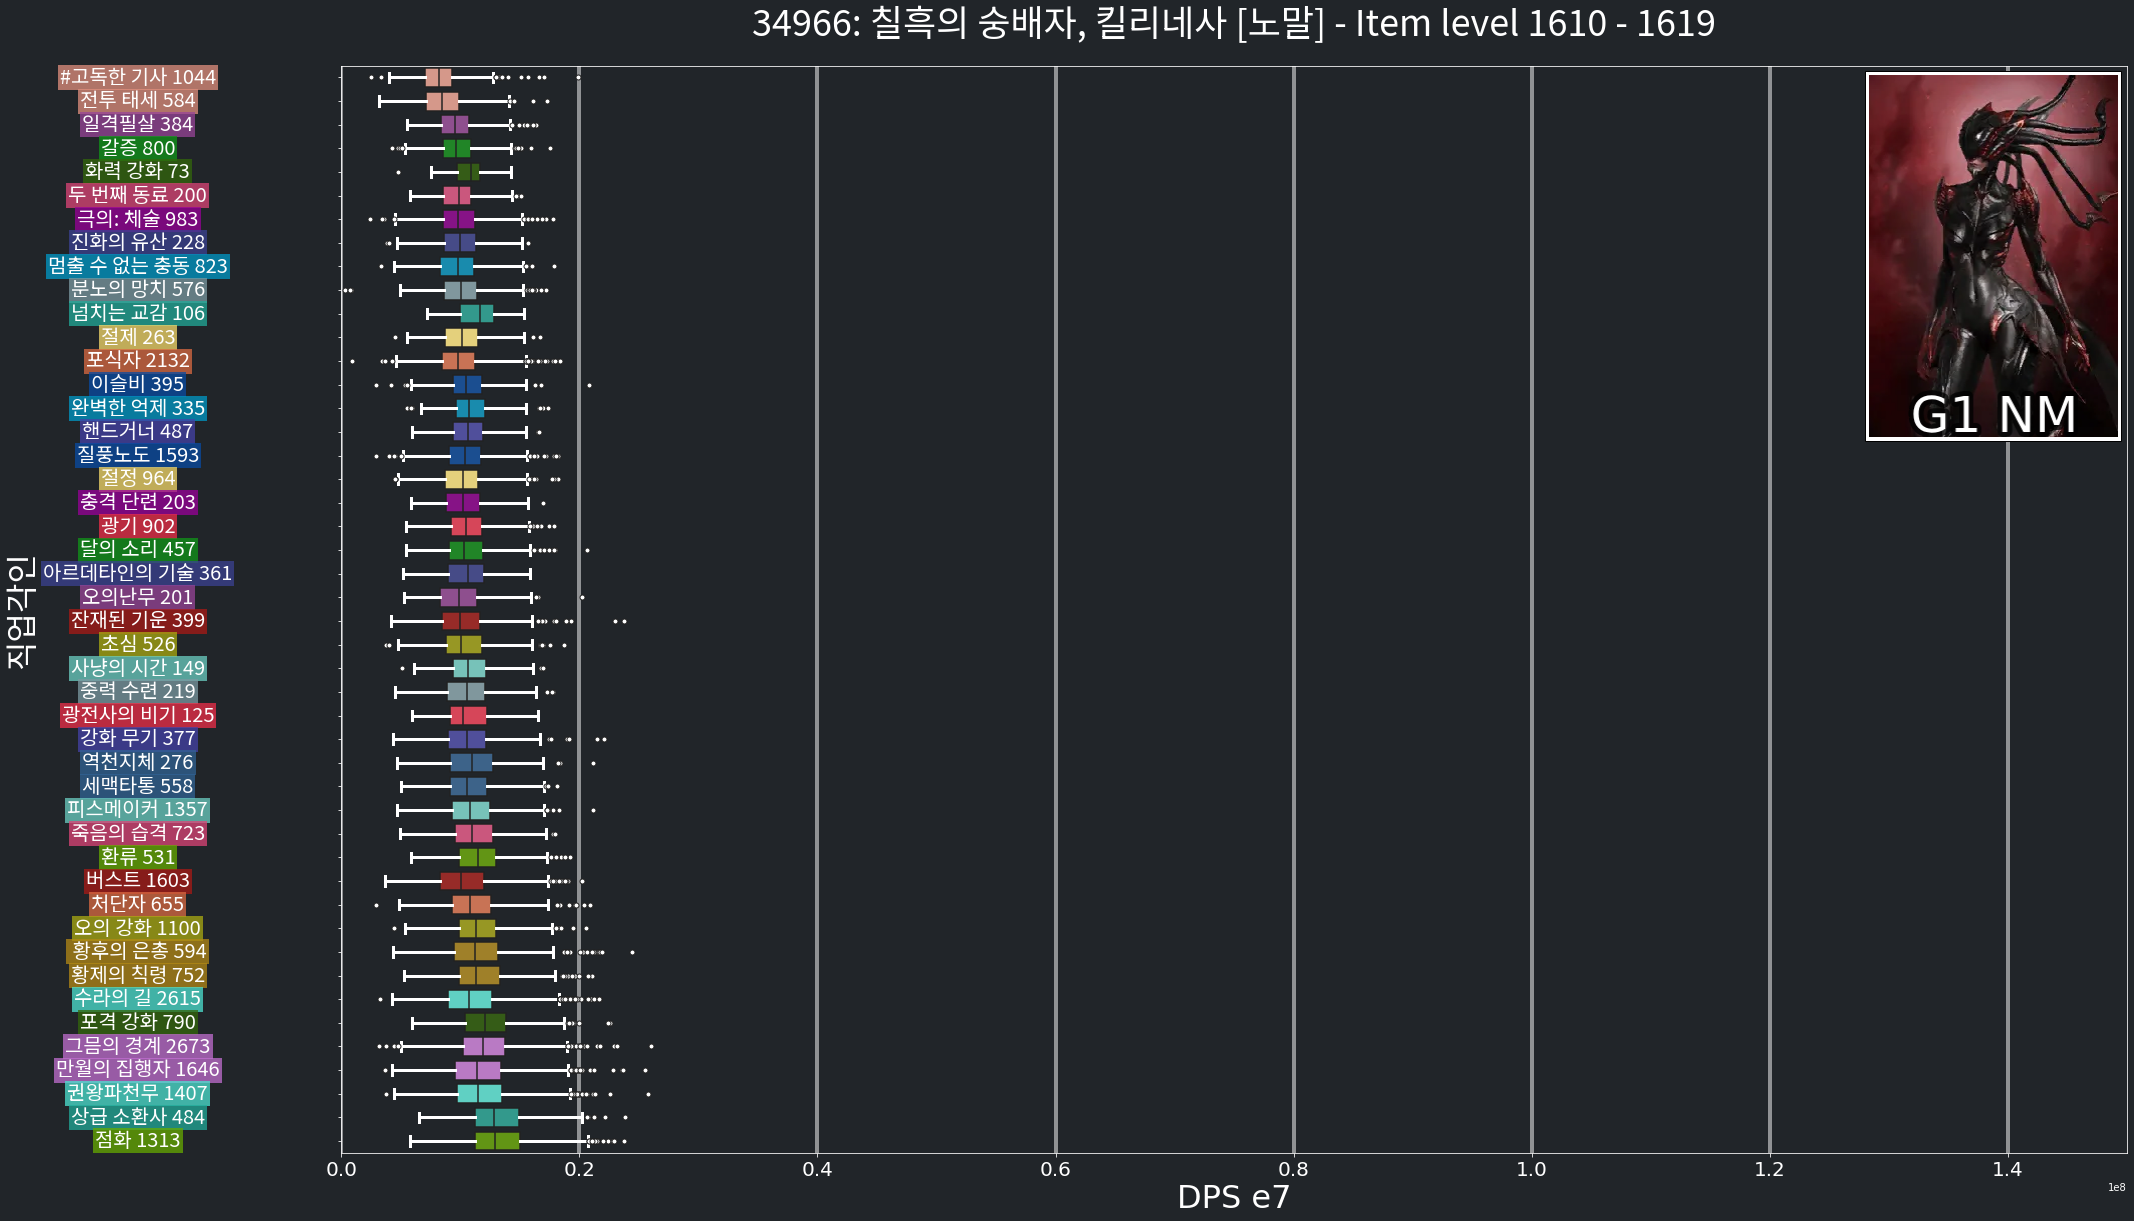 34966: 칠흑의 숭배자, 킬리네사 [노말] - Item level 1610 - 1619
#고독한 기사 1044
전투 태세 584
일격필살 384
갈증 800
화력 강화 73
두 번째 동료 200
극의: 체술 983
진화의 유산 228
멈출 수 없는 충동 823
분노의 망치 576
넘치는 교감 106
절제 263
포식자 2132
이슬비 395
완벽한 억제 335
핸드거너 487
질풍노도 1593
절정 964
충격 단련 203
광기 902
달의 소리 457
아르데타인의 기술 361
오의난무 201
잔재된 기운 399
초심 526
사냥의 시간 149
중력 수련 219
광전사의 비기 125
강화 무기 377
역천지체 276
세맥타통 558
피스메이커 1357
죽음의 습격 723
환류 531
버스트 1603
처단자 655
오의 강화 1100
황후의 은총 594
황제의 칙령 752
수라의 길 2615
포격 강화 790
그믐의 경계 2673
만월의 집행자 1646
권왕파천무 1407
상급 소환사 484
점화 1313
직업각인
G1 NM
0.0 0.2 0.4 0.6 0.8 1.0 1.2 1.4
DPS e7
1e8